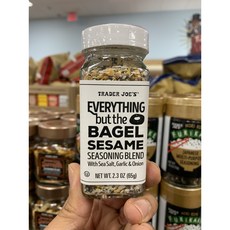 TRADER JOE'S
EVERYTHING
but the
BAGEL
SESAME
SEASONING BLEND
With Sea Salt, Garlic & Onion
NET WT. 2.3 OZ (65g)